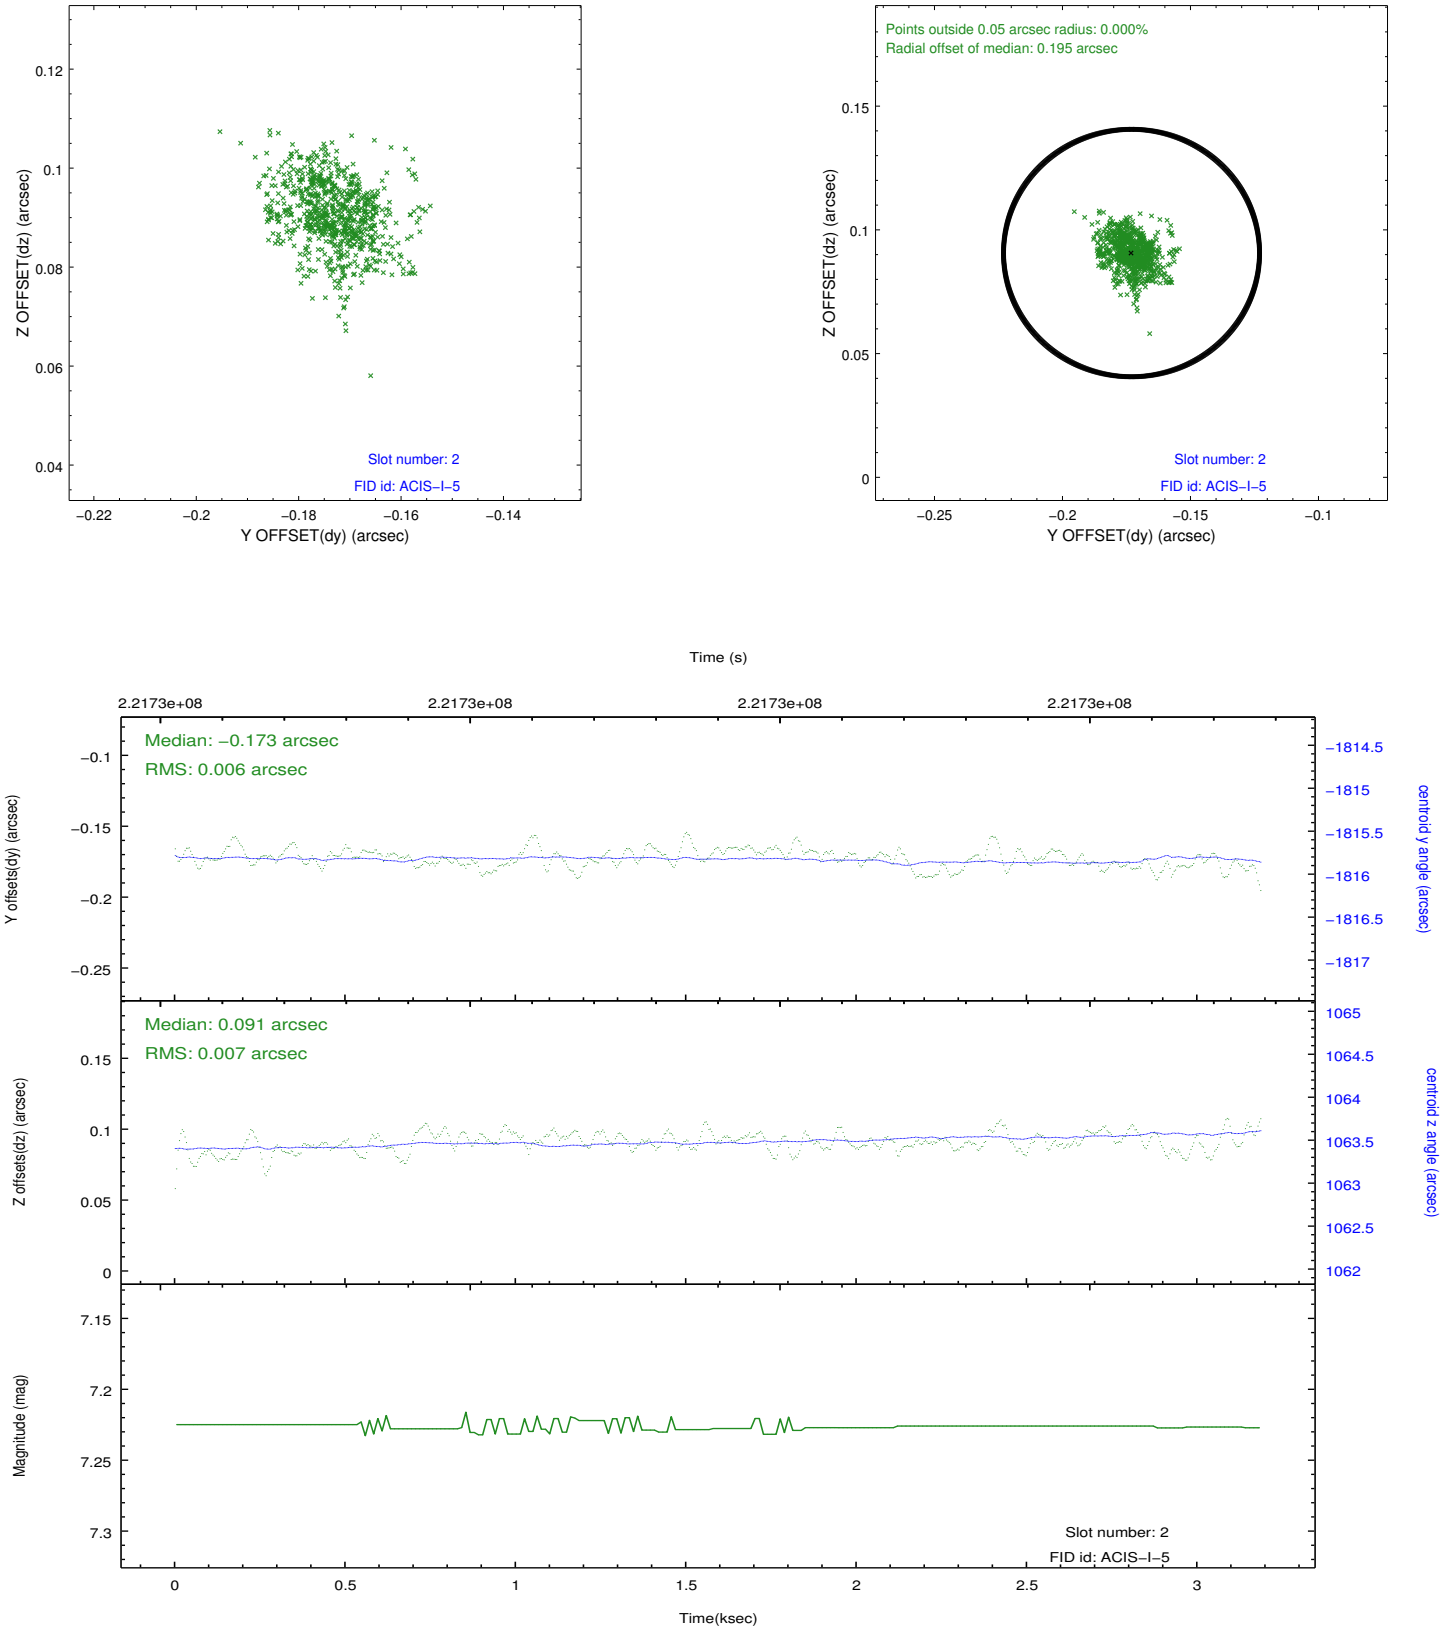 0.12
0.1
0.08
0.06
0.04
Z OFFSET(dz) (arcsec)
Slot number: 2
FID id: ACIS−I−5
−0.22 −0.2 −0.18 −0.16 −0.14
Y OFFSET(dy) (arcsec)
Points outside 0.05 arcsec radius: 0.000%
Radial offset of median: 0.195 arcsec
0.15
0.1
0.05
0
Z OFFSET(dz) (arcsec)
Slot number: 2
FID id: ACIS−I−5
−0.25 −0.2 −0.15 −0.1
Y OFFSET(dy) (arcsec)
Time (s)
2.2173e+08 2.2173e+08 2.2173e+08 2.2173e+08
Median: −0.173 arcsec
RMS: 0.006 arcsec
−0.1
−0.15
−0.2
−0.25
Y offsets(dy) (arcsec)
−1814.5
−1815
−1815.5
−1816
−1816.5
−1817
centroid y angle (arcsec)
Median: 0.091 arcsec
RMS: 0.007 arcsec
0.15
0.1
0.05
0
Z offsets(dz) (arcsec)
1065
1064.5
1064
1063.5
1063
1062.5
1062
centroid z angle (arcsec)
7.15
7.2
7.25
7.3
Magnitude (mag)
Slot number: 2
FID id: ACIS−I−5
0 0.5 1 1.5 2 2.5 3
Time(ksec)